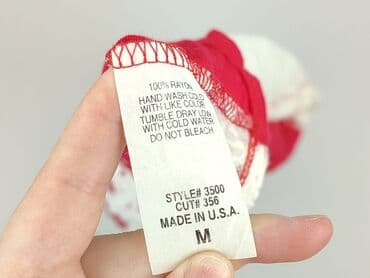 100% RAYON
HAND WASH COLD
WITH LIKE COLOR
TUMBLE DRAY LOW
WITH COLD WATER
DO NOT BLEACH
STYLE# 3500
CUT# 356
MADE IN U.S.A.
M